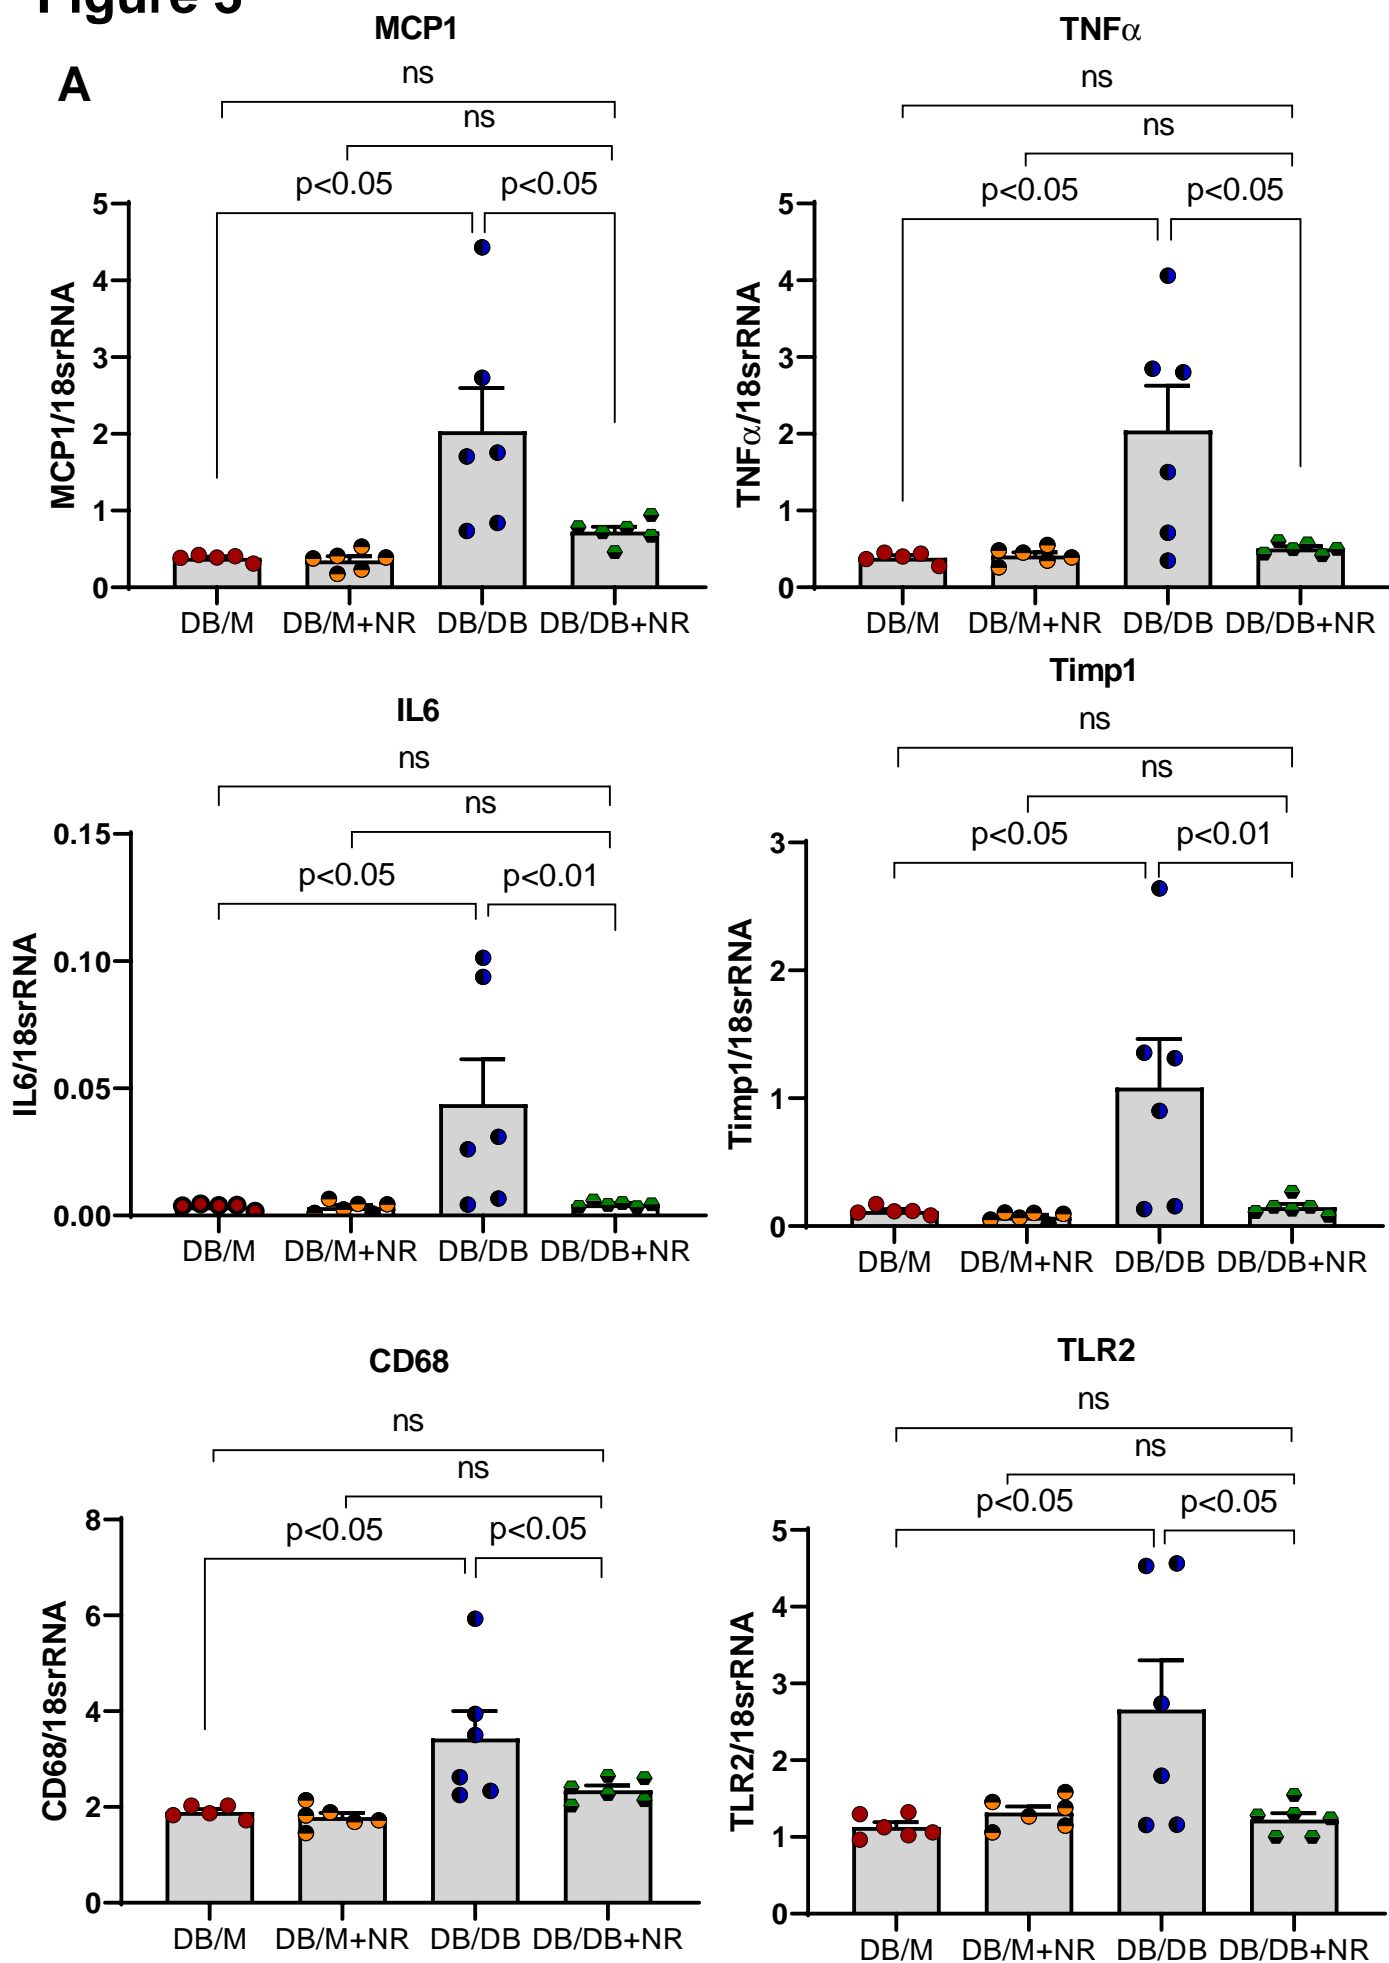 Figure 3
A
MCP1
ns
ns
p<0.05
p<0.05
MCP1/18srRNA
5
4
3
2
1
0
DB/M
DB/M+NR
DB/DB
DB/DB+NR
TNFα
ns
ns
p<0.05
p<0.05
TNFα/18srRNA
5
4
3
2
1
0
DB/M
DB/M+NR
DB/DB
DB/DB+NR
IL6
ns
ns
p<0.05
p<0.01
IL6/18srRNA
0.15
0.10
0.05
0.00
DB/M
DB/M+NR
DB/DB
DB/DB+NR
Timp1
ns
ns
p<0.05
p<0.01
Timp1/18srRNA
3
2
1
0
DB/M
DB/M+NR
DB/DB
DB/DB+NR
CD68
ns
ns
p<0.05
p<0.05
CD68/18srRNA
8
6
4
2
0
DB/M
DB/M+NR
DB/DB
DB/DB+NR
TLR2
ns
ns
p<0.05
p<0.05
TLR2/18srRNA
5
4
3
2
1
0
DB/M
DB/M+NR
DB/DB
DB/DB+NR